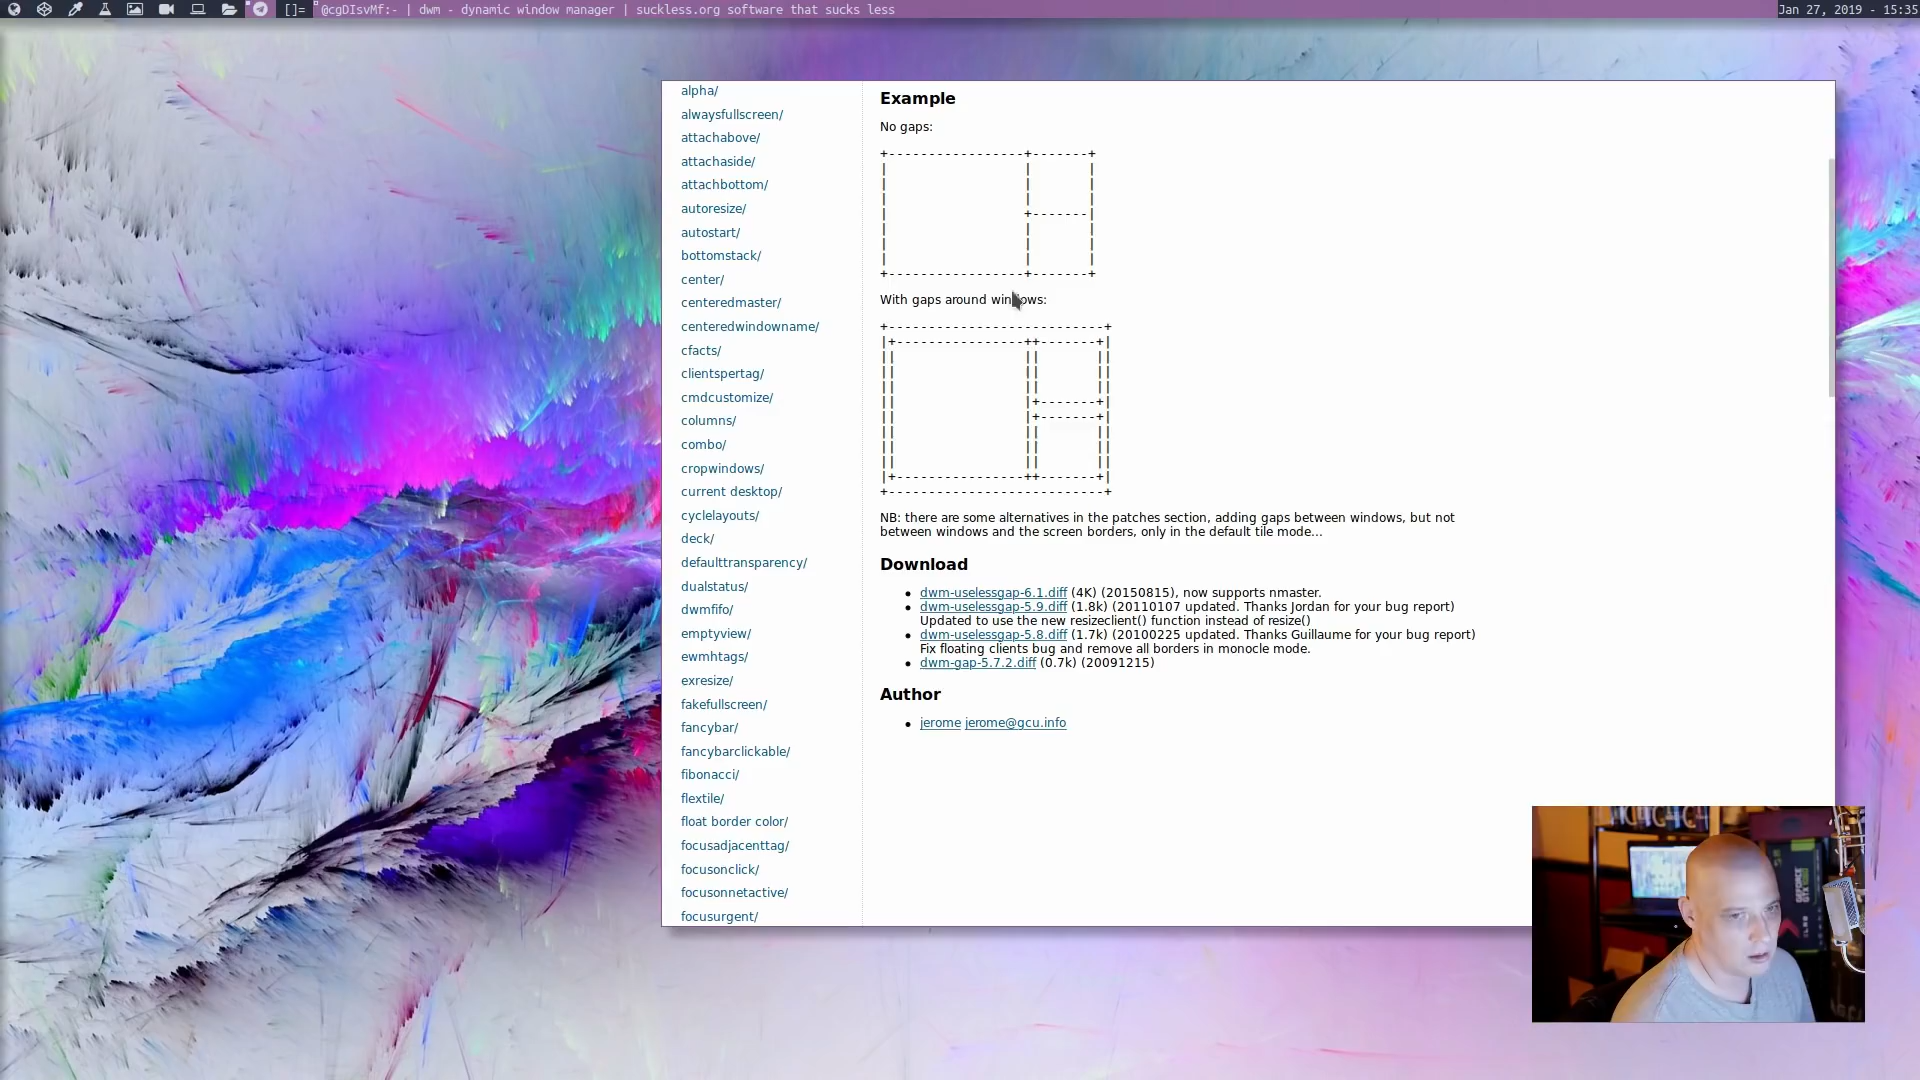 []= @cgDIsvMf:- | dwm - dynamic window manager | suckless.org software that sucks less
Jan 27, 2019 - 15:35
alpha/
alwaysfullscreen/
attachabove/
attachaside/
attachbottom/
autoresize/
autostart/
bottomstack/
center/
centeredmaster/
centeredwindowname/
cfacts/
clientspertag/
cmdcustomize/
columns/
combo/
cropwindows/
current desktop/
cyclelayouts/
deck/
defaulttransparency/
dualstatus/
dwmfifo/
emptyview/
ewmhtags/
exresize/
fakefullscreen/
fancybar/
fancybarclickable/
fibonacci/
flextile/
float border color/
focusadjacenttag/
focusonclick/
focusonnetactive/
focusurgent/
Example
No gaps:
+-----------------+-------+
|                 |       |
|                 |       |
|                 |       |
|                 +-------|
|                 |       |
|                 |       |
|                 |       |
+-----------------+-------+
With gaps around windows:
+---------------------------+
|+----------------++-------+|
||                ||       ||
||                ||       ||
||                ||       ||
||                |+-------+|
||                |+-------+|
||                ||       ||
||                ||       ||
||                ||       ||
|+----------------++-------+|
+---------------------------+
NB: there are some alternatives in the patches section, adding gaps between windows, but not
between windows and the screen borders, only in the default tile mode...
Download
• dwm-uselessgap-6.1.diff (4K) (20150815), now supports nmaster.
• dwm-uselessgap-5.9.diff (1.8k) (20110107 updated. Thanks Jordan for your bug report)
Updated to use the new resizeclient() function instead of resize()
• dwm-uselessgap-5.8.diff (1.7k) (20100225 updated. Thanks Guillaume for your bug report)
Fix floating clients bug and remove all borders in monocle mode.
• dwm-gap-5.7.2.diff (0.7k) (20091215)
Author
• jerome jerome@gcu.info